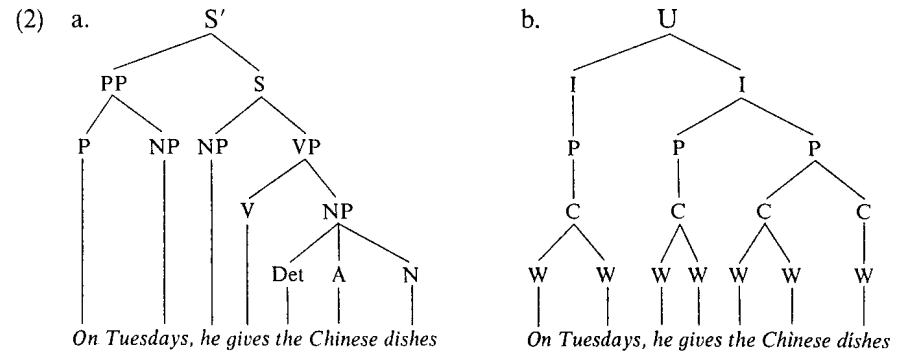 (2) a. S′ b. U
PP S I I
P NP NP VP P P P
V NP C C C C
Det A N W W W W W W W
On Tuesdays, he gives the Chinese dishes On Tuesdays, he gives the Chinese dishes